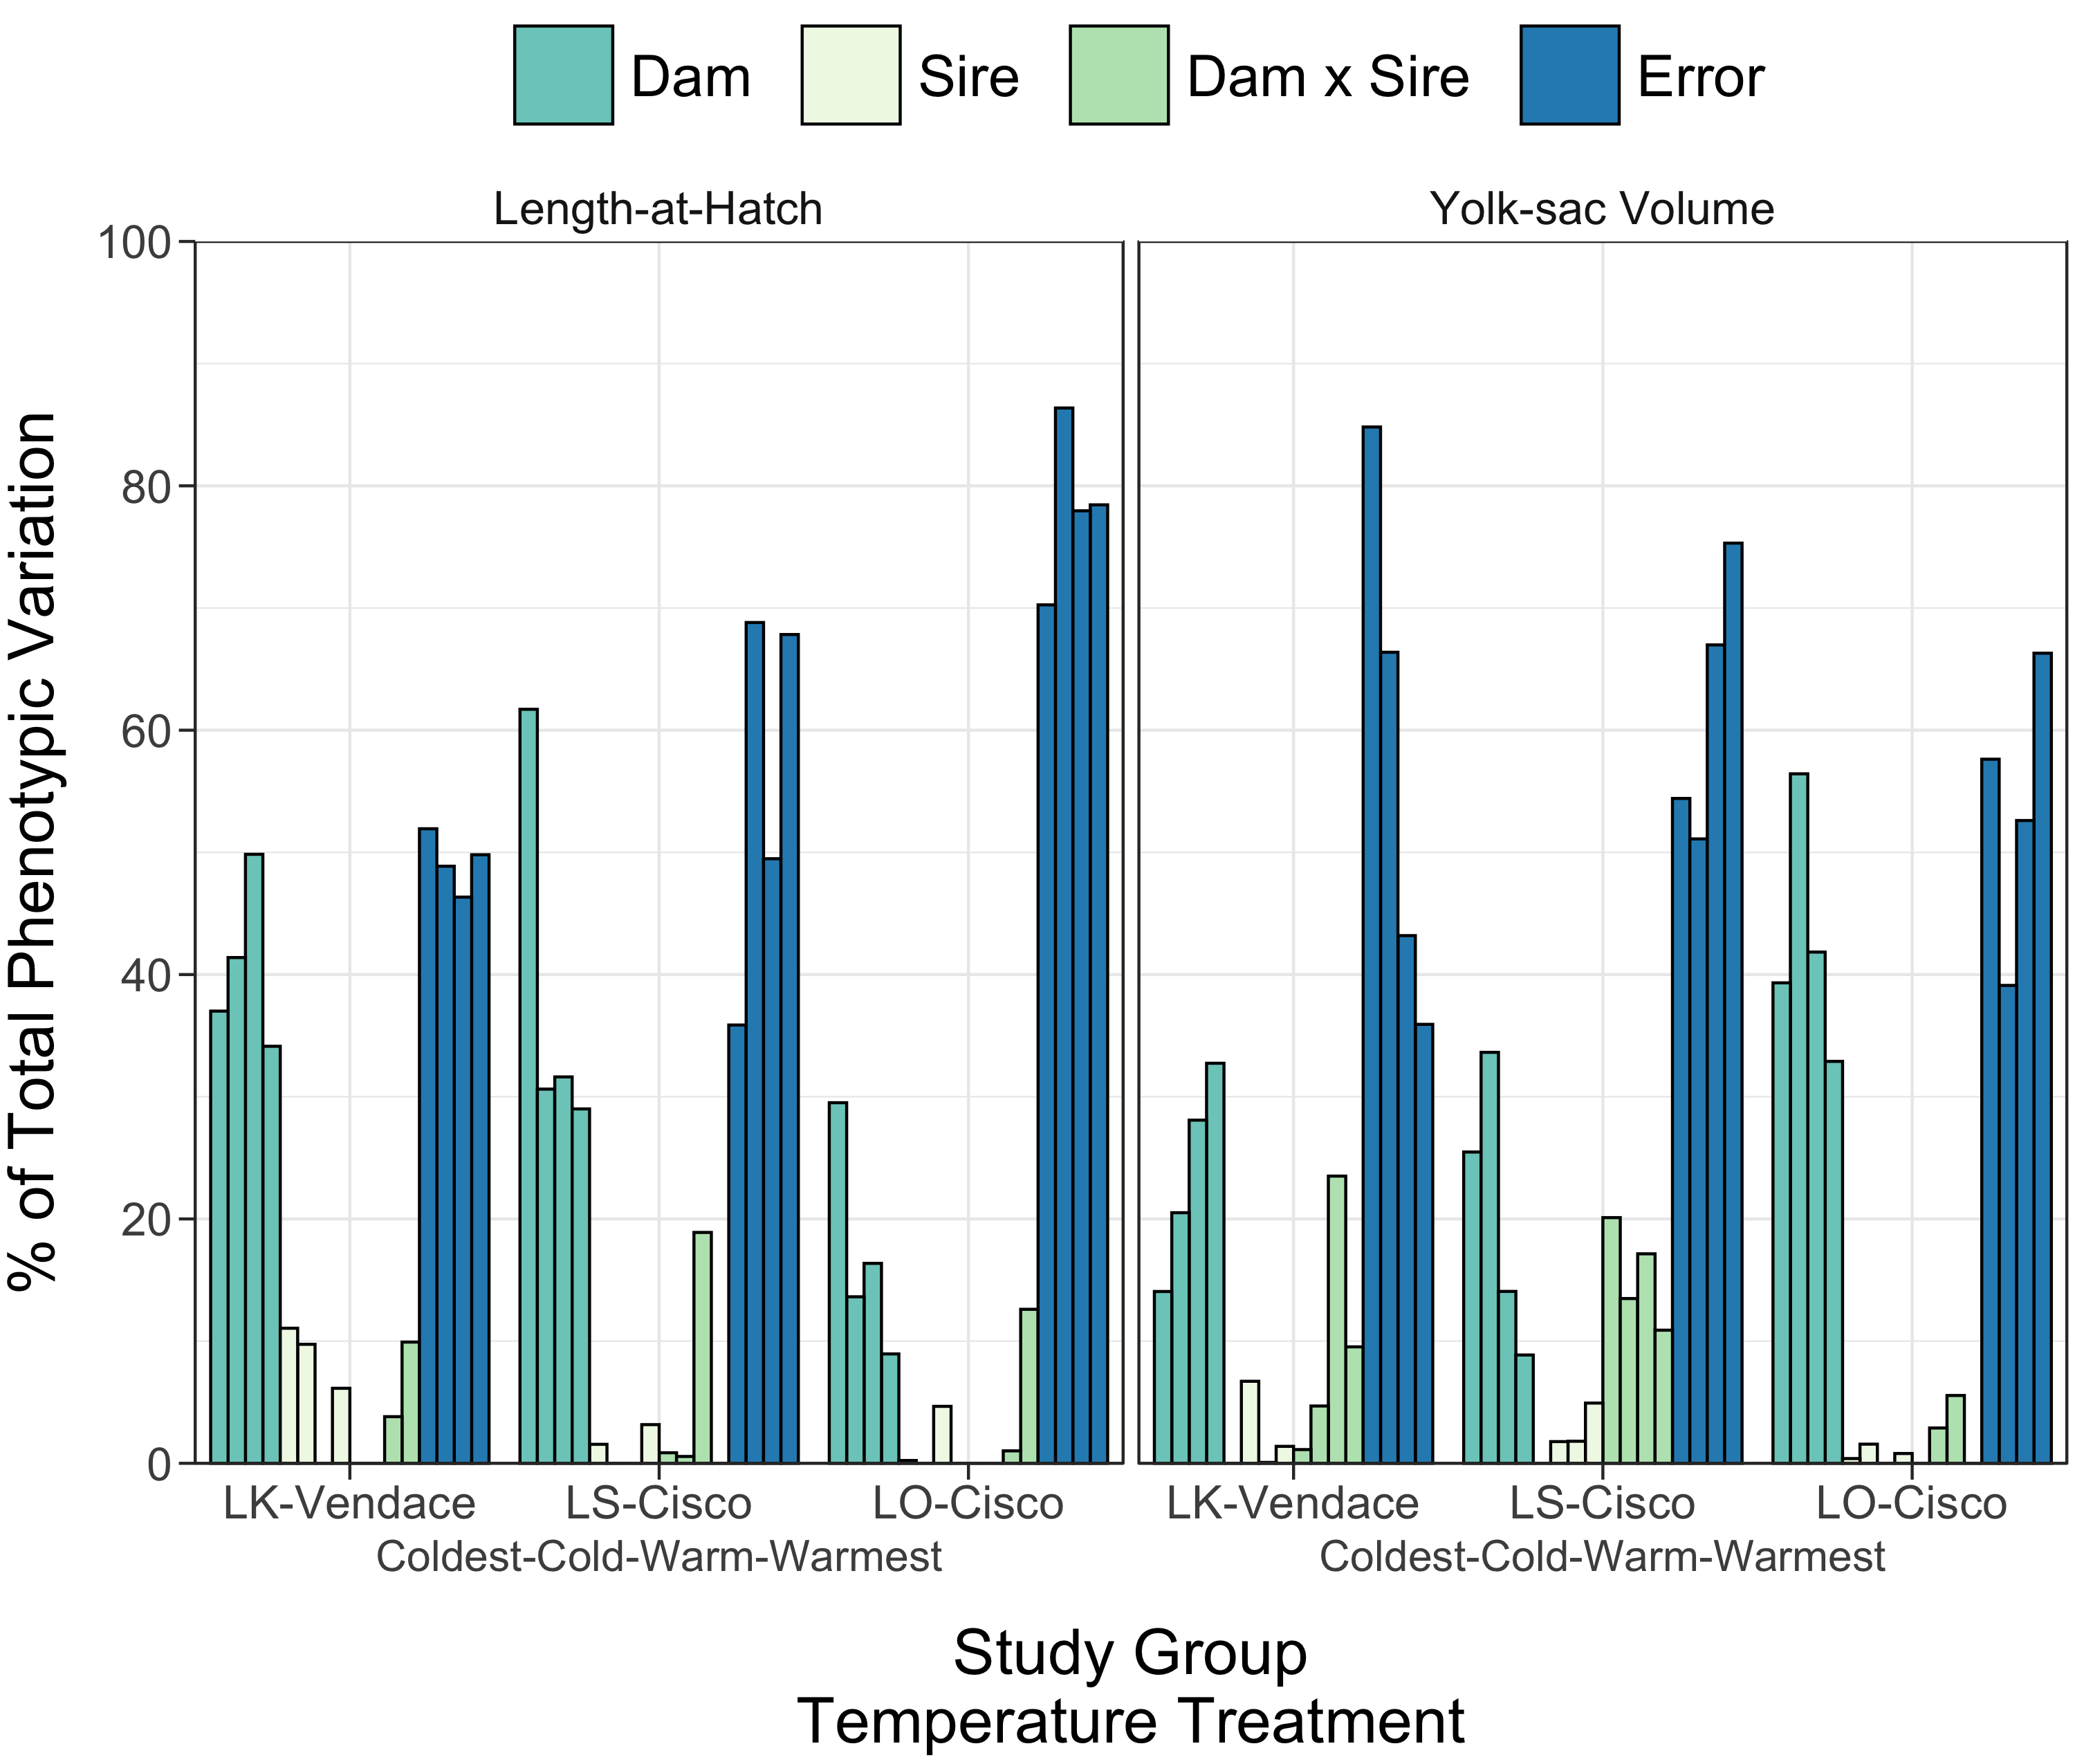 Dam Sire Dam x Sire Error
Length-at-Hatch Yolk-sac Volume
% of Total Phenotypic Variation
100
80
60
40
20
0
LK-Vendace LS-Cisco LO-Cisco LK-Vendace LS-Cisco LO-Cisco
Coldest-Cold-Warm-Warmest Coldest-Cold-Warm-Warmest
Study Group
Temperature Treatment